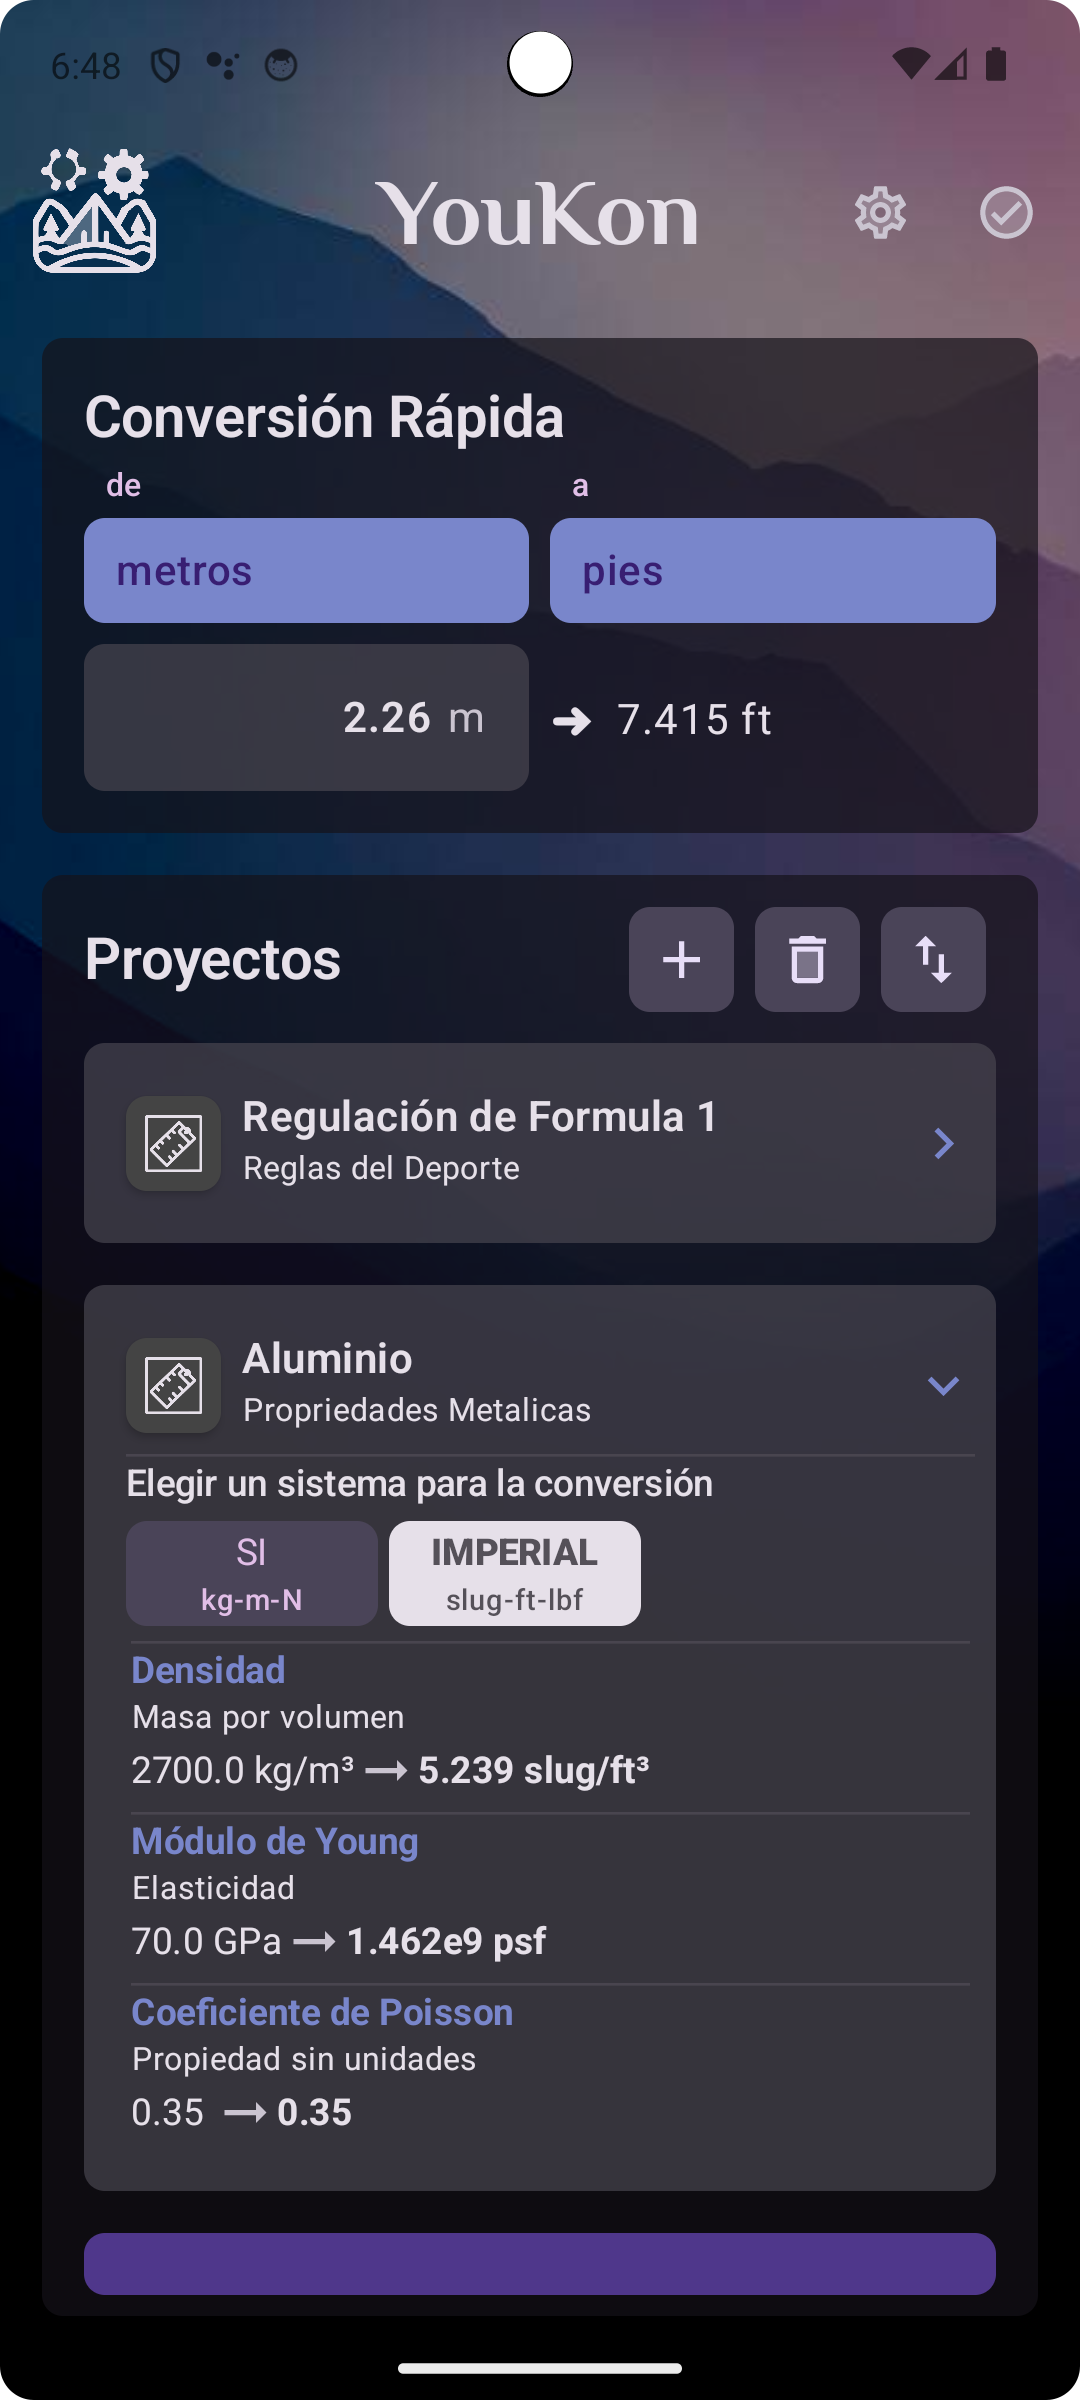 6:48
YouKon
Conversión Rápida
de a
metros pies
2.26 m 7.415 ft
Proyectos
Regulación de Formula 1
Reglas del Deporte
Aluminio
Propriedades Metalicas
Elegir un sistema para la conversión
SI IMPERIAL
kg-m-N slug-ft-lbf
Densidad
Masa por volumen
2700.0 kg/m³ → 5.239 slug/ft³
Módulo de Young
Elasticidad
70.0 GPa → 1.462e9 psf
Coeficiente de Poisson
Propiedad sin unidades
0.35 → 0.35